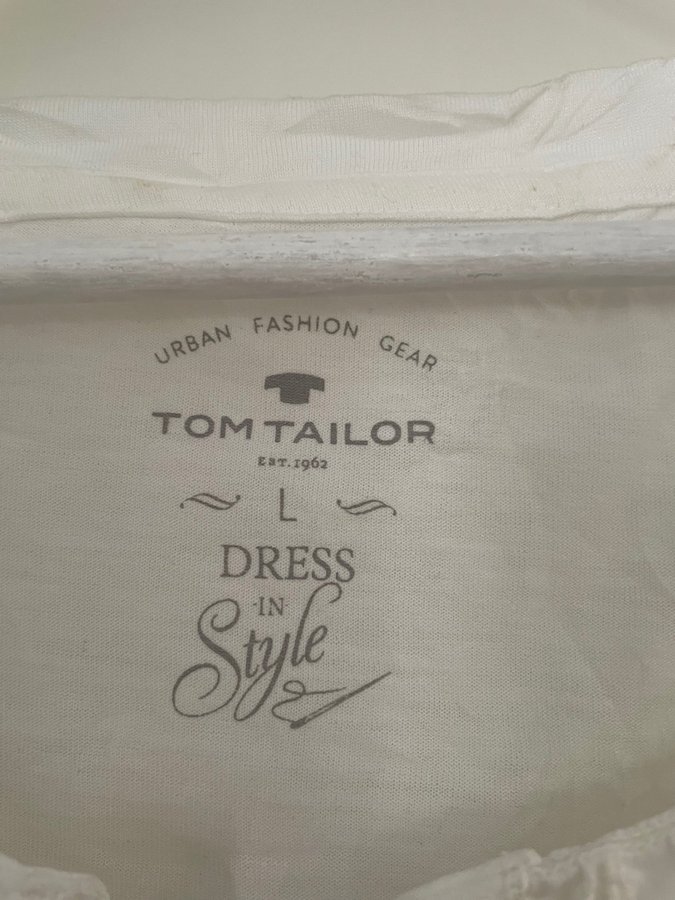 URBAN FASHION GEAR
TOM TAILOR
EST. 1962
L
DRESS
-IN-
Style